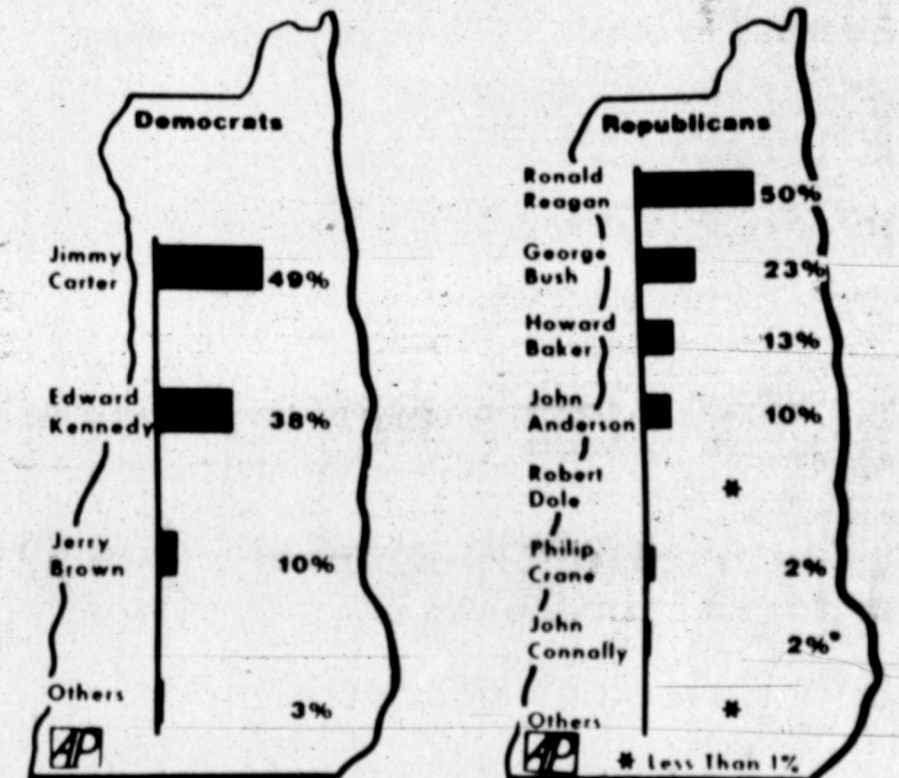 Democrats
Jimmy
Carter
49%
Edward
Kennedy
38%
Jerry
Brown
10%
Others
3%
AP
Republicans
Ronald
Reagan
50%
George
Bush
23%
Howard
Baker
13%
John
Anderson
10%
Robert
Dole
*
Philip
Crane
2%
John
Connally
2%*
Others
*
AP
* Less Than 1%